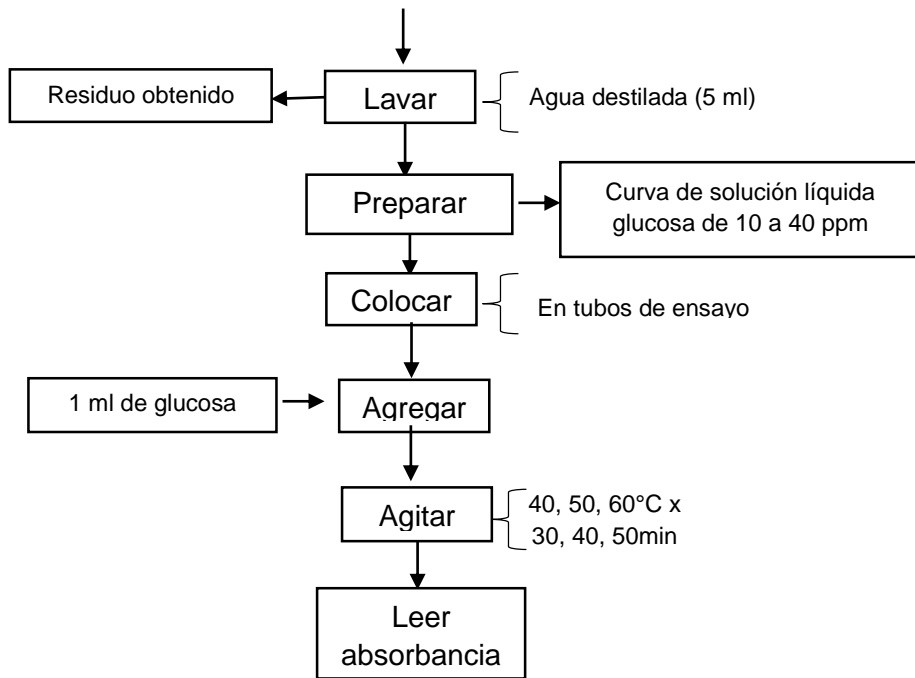 Residuo obtenido
Lavar
Agua destilada (5 ml)
Preparar
Curva de solución líquida
glucosa de 10 a 40 ppm
Colocar
En tubos de ensayo
1 ml de glucosa
Agregar
Agitar
40, 50, 60°C x
30, 40, 50min
Leer
absorbancia